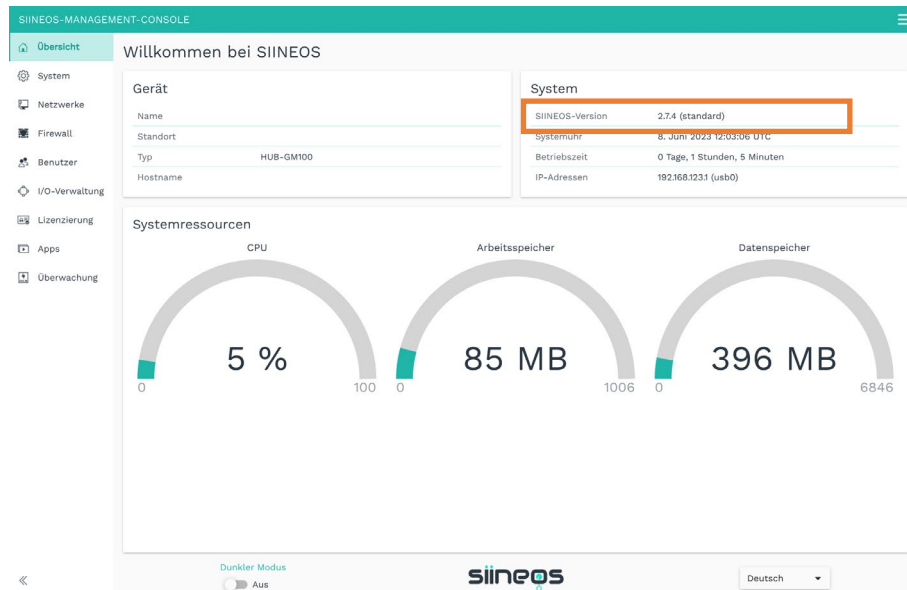 SIINEOS-MANAGEMENT-CONSOLE
Übersicht
System
Netzwerke
Firewall
Benutzer
I/O-Verwaltung
Lizenzierung
Apps
Überwachung
Willkommen bei SIINEOS
Gerät
Name
Standort
Typ HUB-GM100
Hostname
System
SIINEOS-Version 2.7.4 (standard)
Systemuhr 8. Juni 2023 12:03:06 UTC
Betriebszeit 0 Tage, 1 Stunden, 5 Minuten
IP-Adressen 192.168.123.1 (usb0)
Systemressourcen
CPU
5 %
0 100
Arbeitsspeicher
85 MB
0 1006
Datenspeicher
396 MB
0 6846
Dunkler Modus
Aus
siineos
Deutsch